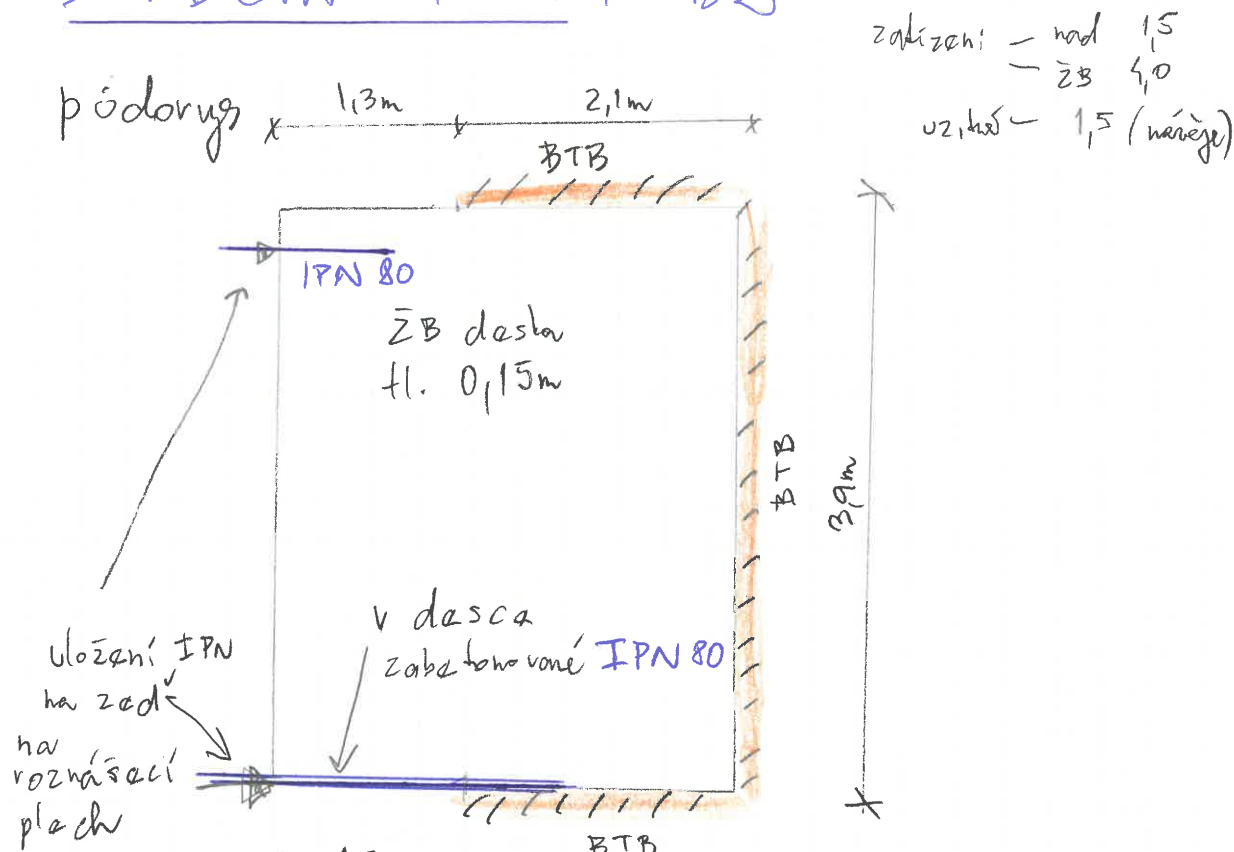 zatížení – nad 1,5
– ŽB 4,0
užitné – 1,5 (návěje)
půdorys
1,3m
2,1m
BTB
IPN 80
ŽB deska
tl. 0,15m
BTB
3,9m
v desce
zabetonované IPN 80
uložení IPN
na zeď
na
roznášecí
plech
BTB